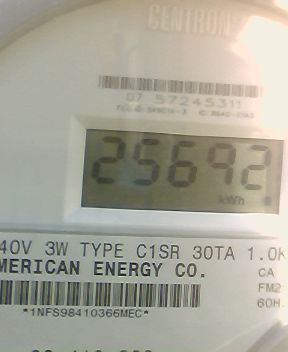 CENTRON
07 57245311
25692
kWh
40V 3W TYPE C1SR 30TA 1.0K
MERICAN ENERGY CO.
CA
FM2
60H
*1NFS98410366MEC*